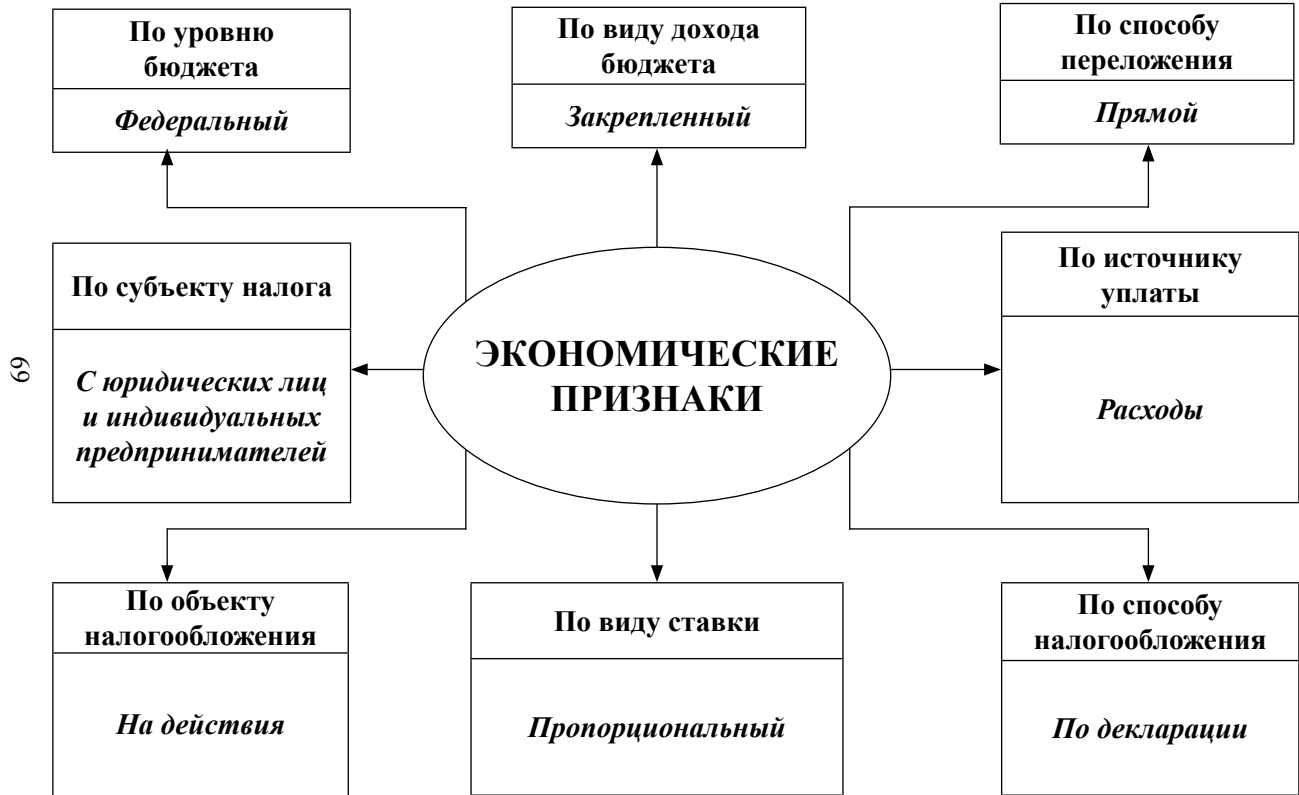 По уровню
бюджета
Федеральный
По виду дохода
бюджета
Закрепленный
По способу
переложения
Прямой
По субъекту налога
С юридических лиц
и индивидуальных
предпринимателей
ЭКОНОМИЧЕСКИЕ
ПРИЗНАКИ
По источнику
уплаты
Расходы
69
По объекту
налогообложения
На действия
По виду ставки
Пропорциональный
По способу
налогообложения
По декларации